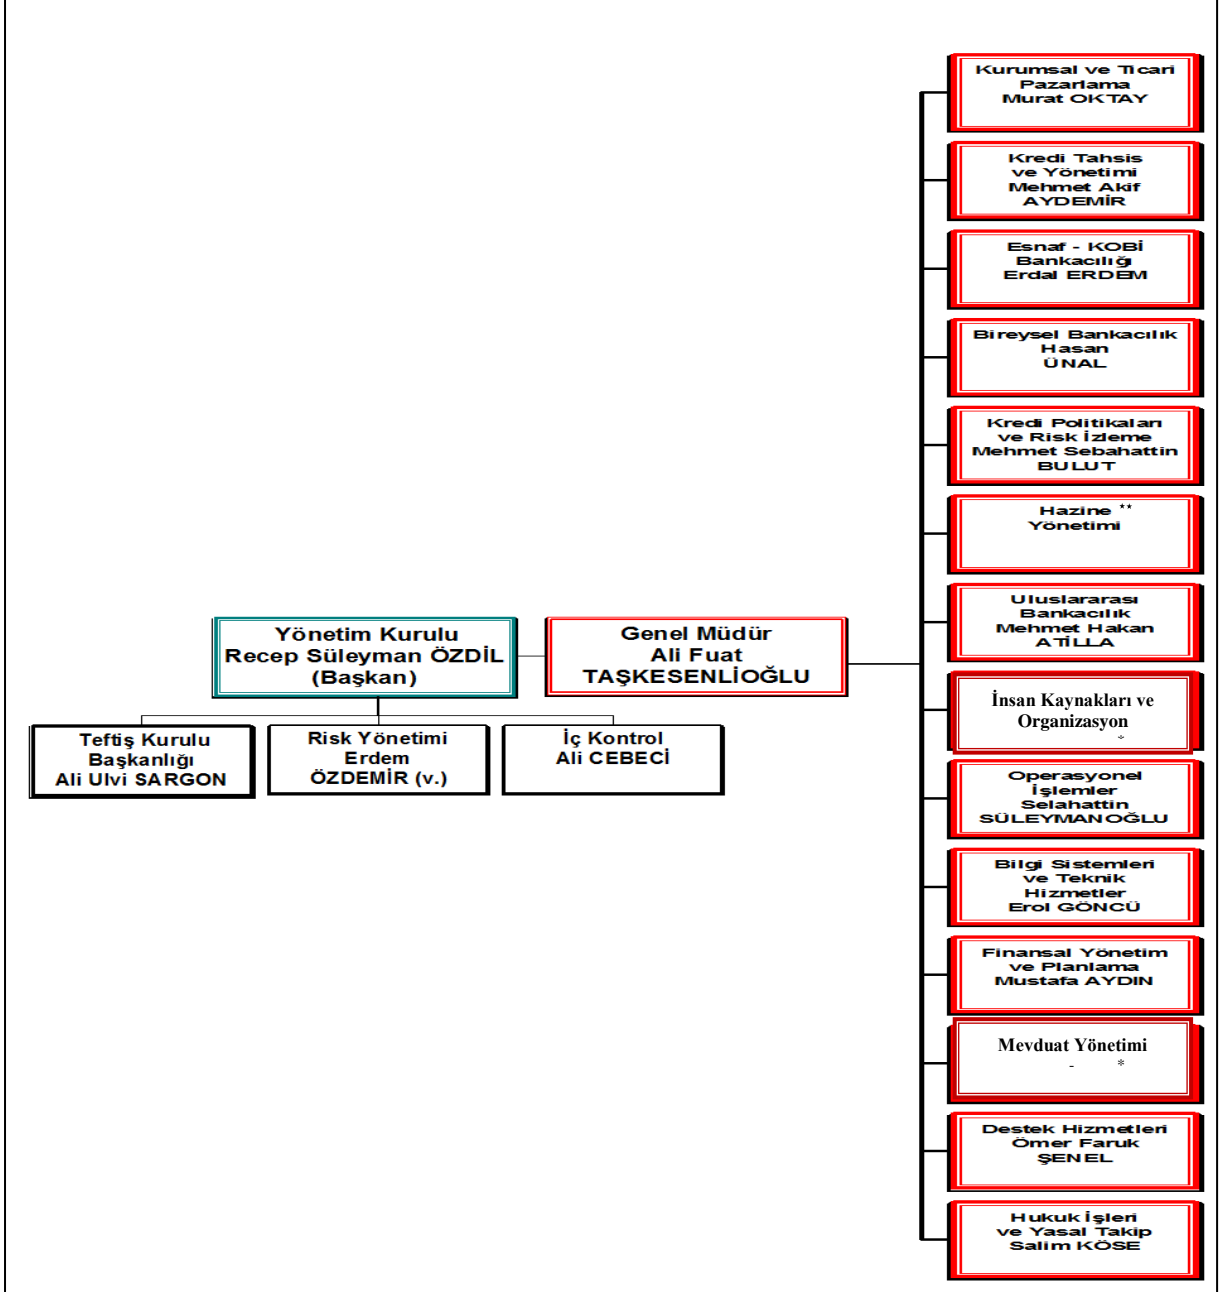 Yönetim Kurulu
Recep Süleyman ÖZDİL
(Başkan)
Genel Müdür
Ali Fuat
TAŞKESENLİOĞLU
Teftiş Kurulu
Başkanlığı
Ali Ulvi SARGON
Risk Yönetimi
Erdem
ÖZDEMİR (v.)
İç Kontrol
Ali CEBECİ
Kurumsal ve Ticari
Pazarlama
Murat OKTAY
Kredi Tahsis
ve Yönetimi
Mehmet Akif
AYDEMİR
Esnaf - KOBİ
Bankacılığı
Erdal ERDEM
Bireysel Bankacılık
Hasan
ÜNAL
Kredi Politikaları
ve Risk İzleme
Mehmet Sebahattin
BULUT
Hazine **
Yönetimi
Uluslararası
Bankacılık
Mehmet Hakan
ATİLLA
İnsan Kaynakları ve
Organizasyon
*
Operasyonel
İşlemler
Selahattin
SÜLEYMANOĞLU
Bilgi Sistemleri
ve Teknik
Hizmetler
Erol GÖNCÜ
Finansal Yönetim
ve Planlama
Mustafa AYDIN
Mevduat Yönetimi
- *
Destek Hizmetleri
Ömer Faruk
ŞENEL
Hukuk İşleri
ve Yasal Takip
Salim KÖSE